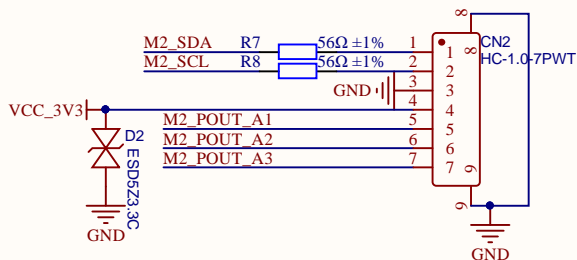 8
M2_SDA R7 56Ω ±1% 1 1 8 CN2
M2_SCL R8 56Ω ±1% 2 2 HC-1.0-7PWT
GND 3 3
VCC_3V3 4 4
M2_POUT_A1 5 5
D2 ESD5Z3.3C
M2_POUT_A2 6 6
M2_POUT_A3 7 7 9
9
GND
GND